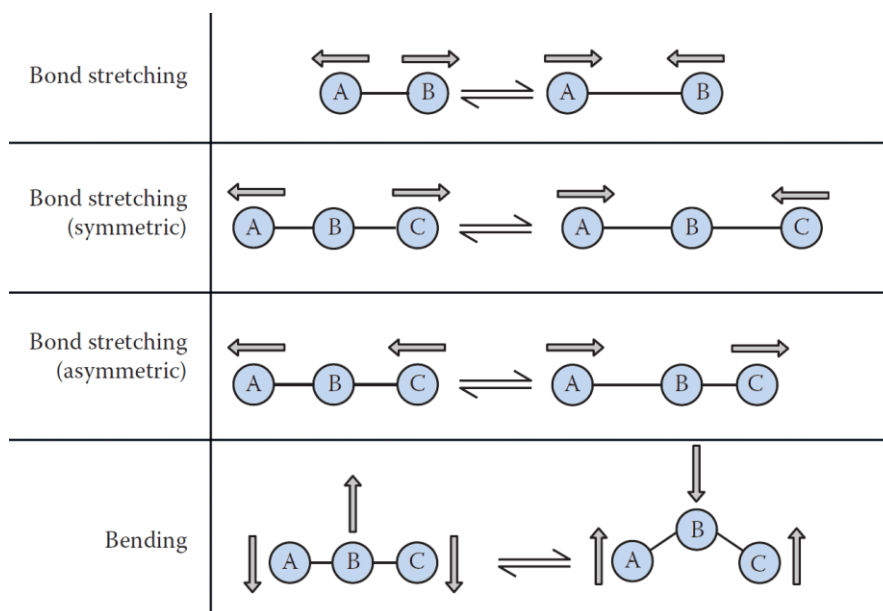 Bond stretching
A B A B
Bond stretching
(symmetric)
A B C A B C
Bond stretching
(asymmetric)
A B C A B C
Bending
A B C A B C